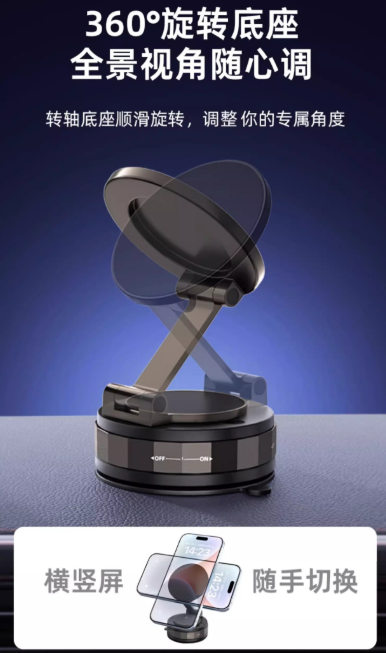 360°旋转底座
全景视角随心调
转轴底座顺滑旋转，调整你的专属角度
◀OFF — ı — ON▶
横竖屏
随手切换
14:23
14:23